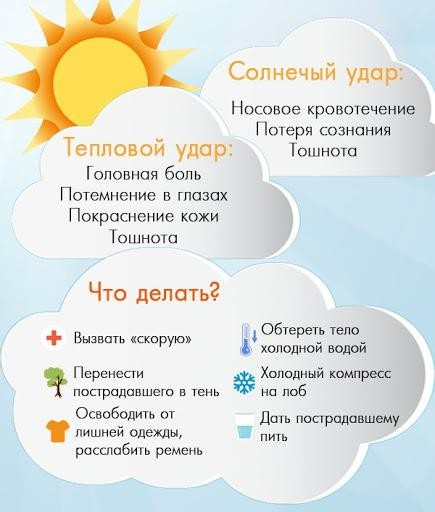 Солнечый удар:
Носовое кровотечение
Потеря сознания
Тошнота
Тепловой удар:
Головная боль
Потемнение в глазах
Покраснение кожи
Тошнота
Что делать?
Вызвать «скорую»
Перенести
пострадавшего в тень
Освободить от
лишней одежды,
расслабить ремень
Обтереть тело
холодной водой
Холодный компресс
на лоб
Дать пострадавшему
пить